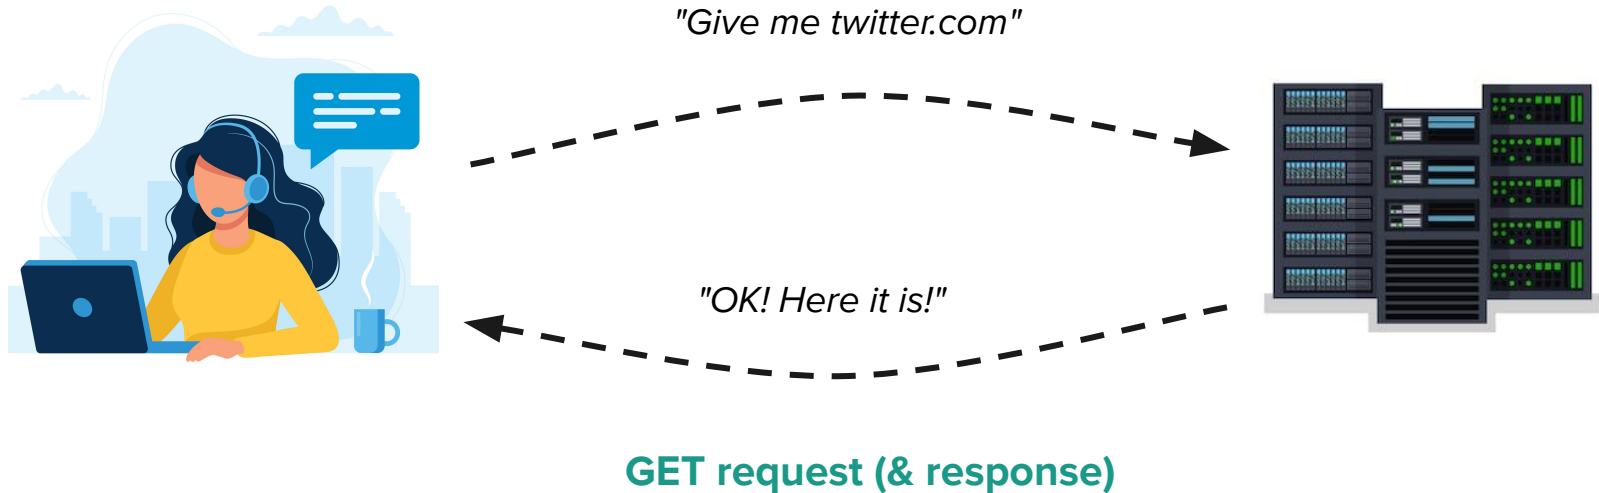 "Give me twitter.com"
"OK! Here it is!"
GET request (& response)